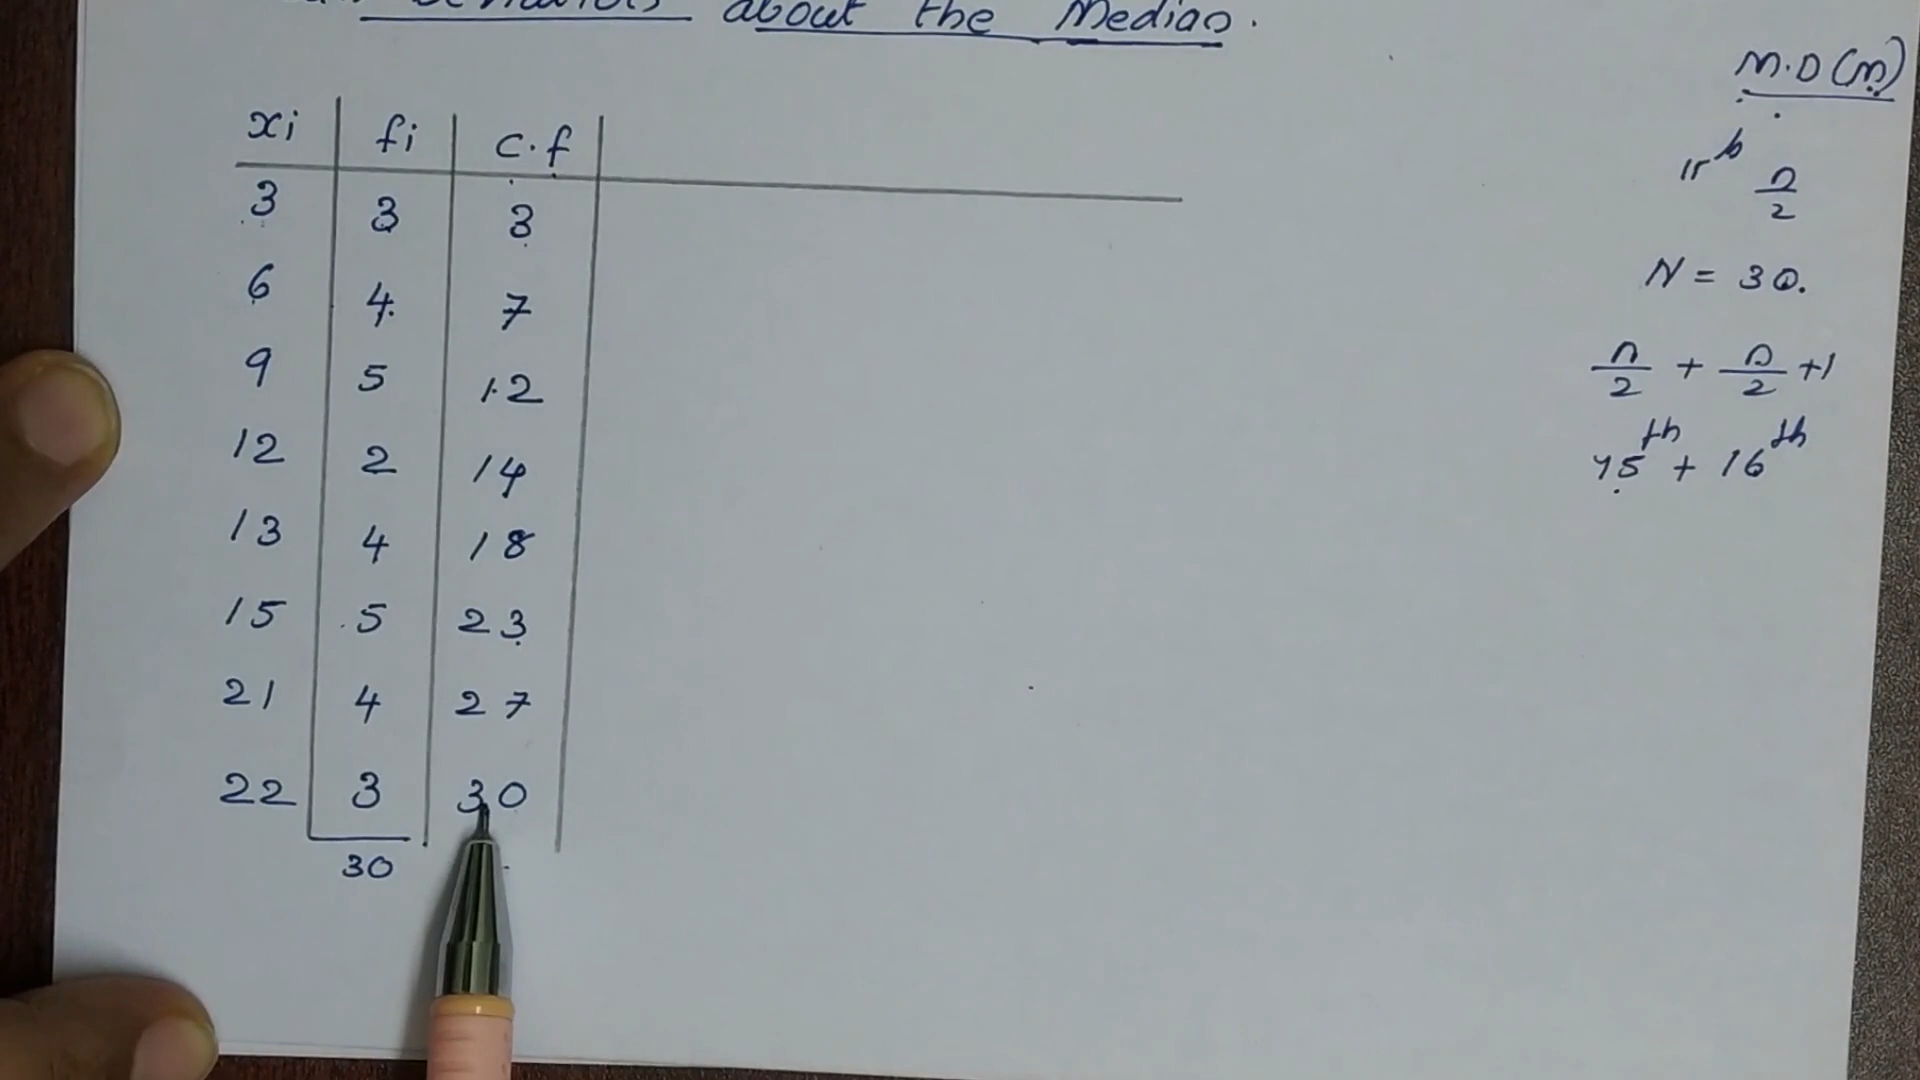 about the Median.
M.D (M)
n/2
N = 30.
n/2 + n/2 +1
15th + 16th
xi fi c.f
3 3 3
6 4 7
9 5 12
12 2 14
13 4 18
15 5 23
21 4 27
22 3 30
30